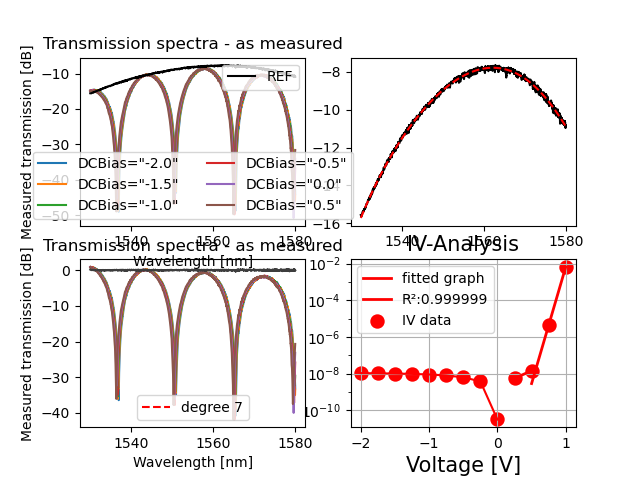 Transmission spectra - as measured
Measured transmission [dB]
−10
−20
−30
−50
REF
DCBias="-2.0" DCBias="-0.5"
DCBias="-1.5" DCBias="0.0"
DCBias="-1.0" DCBias="0.5"
1540 1560 1580
Wavelength [nm]
−8
−10
−12
−14
−16
1540 1560 1580
Transmission spectra - as measured
Measured transmission [dB]
0
−10
−20
−30
−40
degree 7
1540 1560 1580
Wavelength [nm]
IV-Analysis
10⁻²
10⁻⁴
10⁻⁶
10⁻⁸
10⁻¹⁰
fitted graph
R²:0.999999
IV data
−2 −1 0 1
Voltage [V]